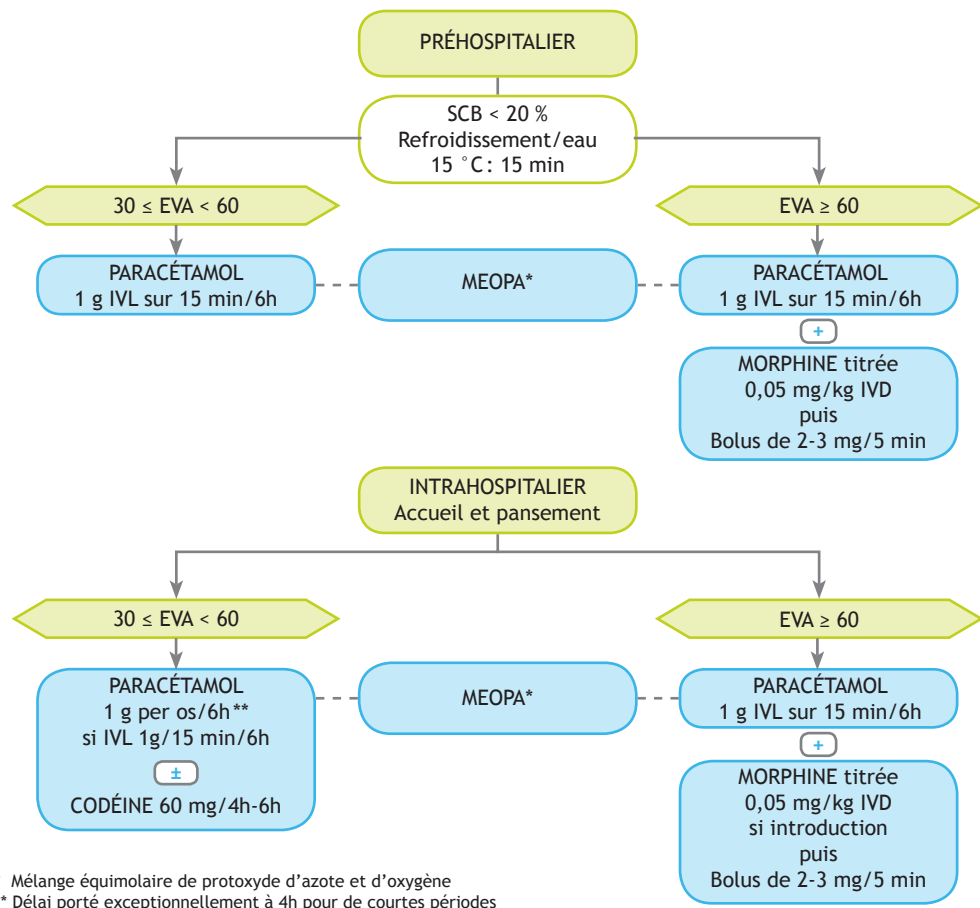 PRÉHOSPITALIER
SCB < 20 %
Refroidissement/eau
15 °C : 15 min
30 ≤ EVA < 60
EVA ≥ 60
PARACÉTAMOL
1 g IVL sur 15 min/6h
MEOPA*
PARACÉTAMOL
1 g IVL sur 15 min/6h
+
MORPHINE titrée
0,05 mg/kg IVD
puis
Bolus de 2-3 mg/5 min
INTRAHOSPITALIER
Accueil et pansement
30 ≤ EVA < 60
EVA ≥ 60
PARACÉTAMOL
1 g per os/6h**
si IVL 1g/15 min/6h
±
CODÉINE 60 mg/4h-6h
MEOPA*
PARACÉTAMOL
1 g IVL sur 15 min/6h
+
MORPHINE titrée
0,05 mg/kg IVD
si introduction
puis
Bolus de 2-3 mg/5 min
Mélange équimolaire de protoxyde d'azote et d'oxygène
* Délai porté exceptionnellement à 4h pour de courtes périodes